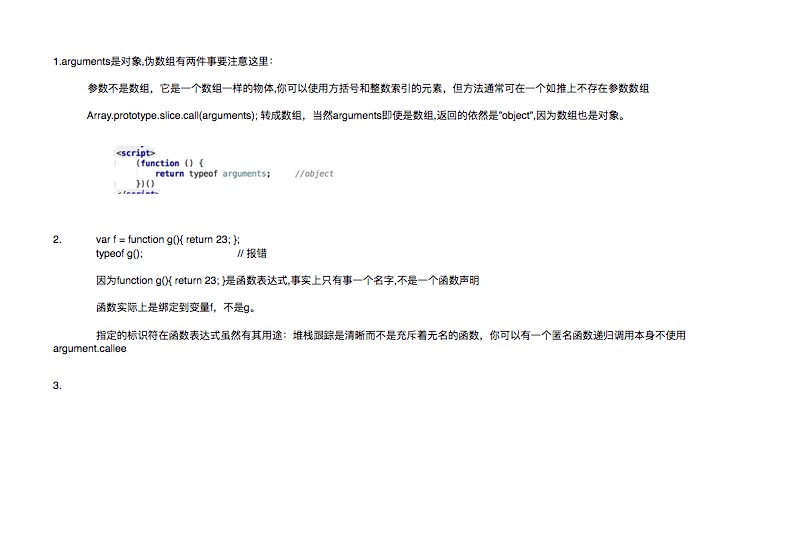 1.arguments是对象,伪数组有两件事要注意这里：
参数不是数组，它是一个数组一样的物体,你可以使用方括号和整数索引的元素，但方法通常可在一个如推上不存在参数数组
Array.prototype.slice.call(arguments); 转成数组，当然arguments即使是数组,返回的依然是"object",因为数组也是对象。
<script>
(function () {
return typeof arguments; //object
})()
</script>
2. var f = function g(){ return 23; };
typeof g(); // 报错
因为function g(){ return 23; }是函数表达式,事实上只有事一个名字,不是一个函数声明
函数实际上是绑定到变量f，不是g。
指定的标识符在函数表达式虽然有其用途：堆栈跟踪是清晰而不是充斥着无名的函数，你可以有一个匿名函数递归调用本身不使用
argument.callee
3.